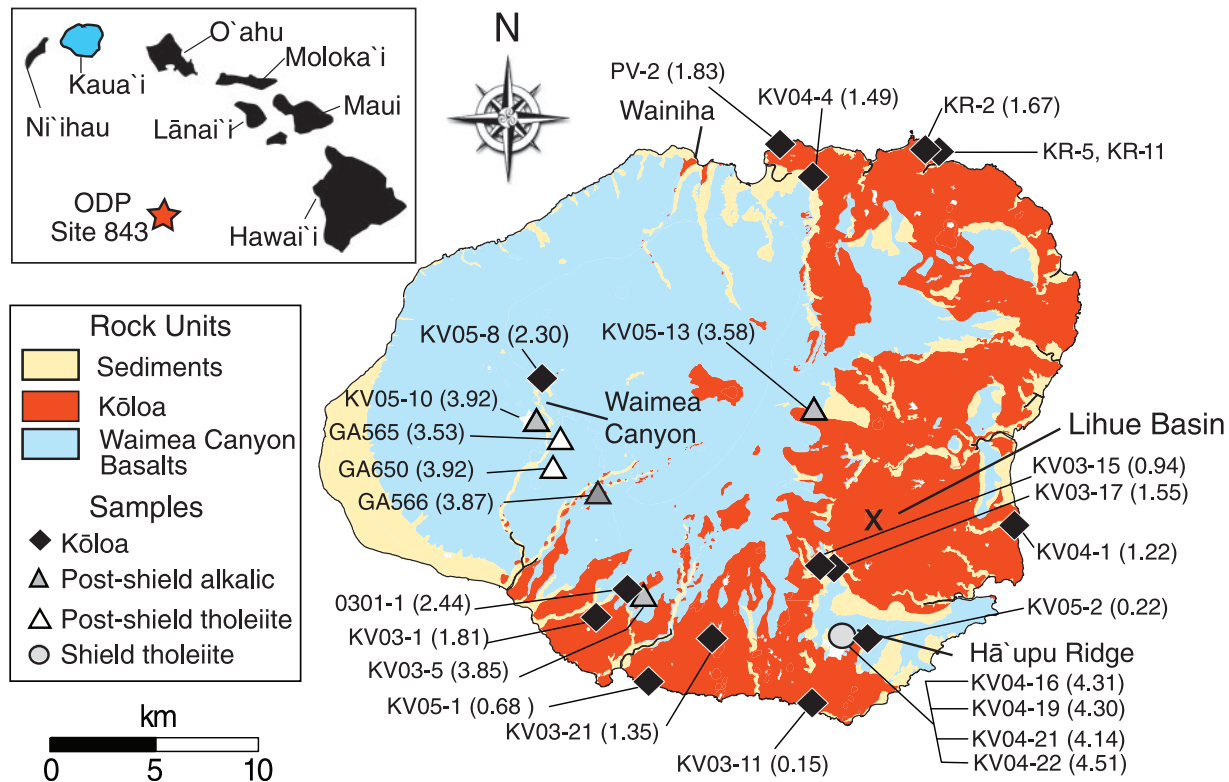 O`ahu
Moloka`i
Kaua`i
Maui
Ni`ihau
Lānai`i
ODP
Site 843
Hawai`i
N
PV-2 (1.83)
KV04-4 (1.49)
KR-2 (1.67)
Wainiha
KR-5, KR-11
Rock Units
Sediments
Kōloa
Waimea Canyon
Basalts
Samples
Kōloa
Post-shield alkalic
Post-shield tholeiite
Shield tholeiite
km
0 5 10
KV05-8 (2.30)
KV05-13 (3.58)
KV05-10 (3.92)
Waimea
Canyon
GA565 (3.53)
GA650 (3.92)
GA566 (3.87)
Lihue Basin
KV03-15 (0.94)
KV03-17 (1.55)
X
KV04-1 (1.22)
0301-1 (2.44)
KV05-2 (0.22)
KV03-1 (1.81)
KV03-5 (3.85)
Hā`upu Ridge
KV04-16 (4.31)
KV05-1 (0.68)
KV04-19 (4.30)
KV03-21 (1.35)
KV04-21 (4.14)
KV03-11 (0.15)
KV04-22 (4.51)